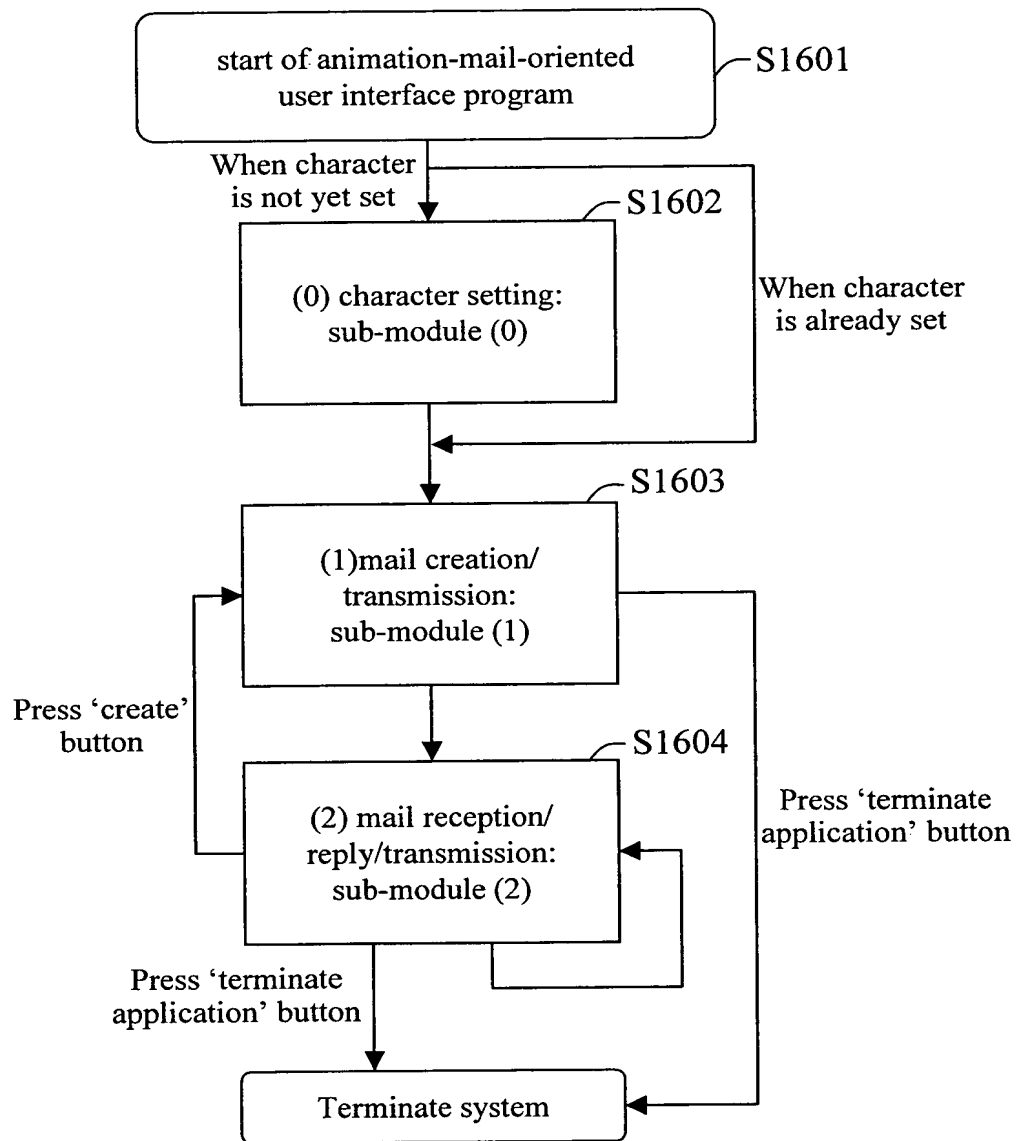 start of animation-mail-oriented
user interface program
S1601
When character
is not yet set
S1602
(0) character setting:
sub-module (0)
When character
is already set
S1603
(1)mail creation/
transmission:
sub-module (1)
Press ‘create’
button
S1604
(2) mail reception/
reply/transmission:
sub-module (2)
Press ‘terminate
application’ button
Press ‘terminate
application’ button
Terminate system